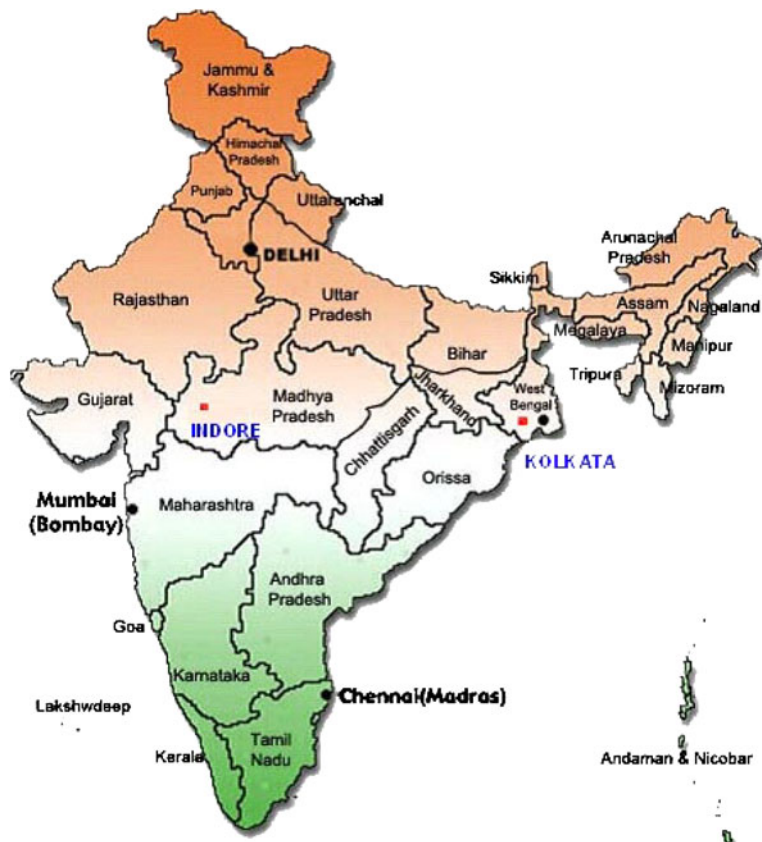 Jammu &
Kashmir
Himachal
Pradesh
Punjab
Uttaranchal
DELHI
Arunachal
Pradesh
Sikkim
Rajasthan
Uttar
Pradesh
Assam
Nagaland
Megalaya
Bihar
Manipur
Tripura
Mizoram
Gujarat
Madhya
Pradesh
Jharkhand
West
Bengal
INDORE
Chhattisgarh
KOLKATA
Orissa
Mumbai
(Bombay)
Maharashtra
Andhra
Pradesh
Goa
Karnataka
Chennai(Madras)
Lakshwdeep
Kerala
Tamil
Nadu
Andaman & Nicobar